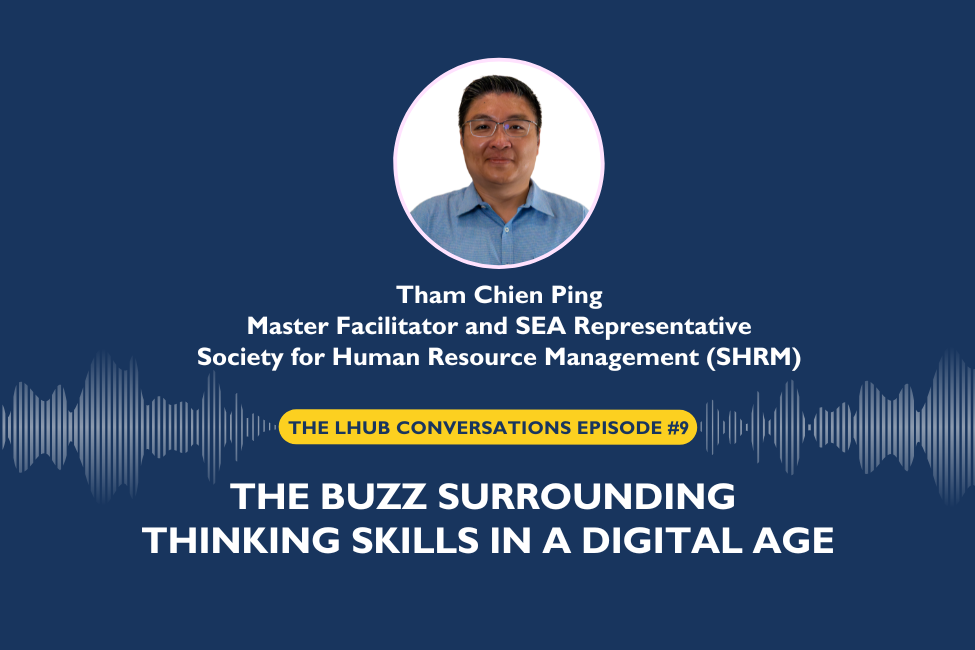 Tham Chien Ping
Master Facilitator and SEA Representative
Society for Human Resource Management (SHRM)
THE LHUB CONVERSATIONS EPISODE #9
THE BUZZ SURROUNDING
THINKING SKILLS IN A DIGITAL AGE